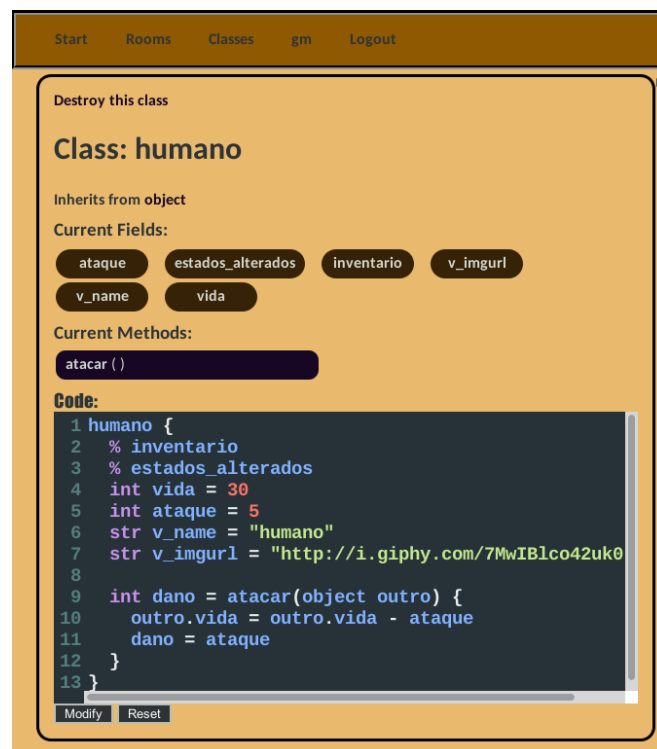 Start Rooms Classes gm Logout
Destroy this class
Class: humano
Inherits from object
Current Fields:
ataque estados_alterados inventario v_imgurl
v_name vida
Current Methods:
atacar ( )
Code:
1 humano {
2 % inventario
3 % estados_alterados
4 int vida = 30
5 int ataque = 5
6 str v_name = "humano"
7 str v_imgurl = "http://i.giphy.com/7MwIBlco42uk0
8
9 int dano = atacar(object outro) {
10 outro.vida = outro.vida - ataque
11 dano = ataque
12 }
13 }
Modify Reset